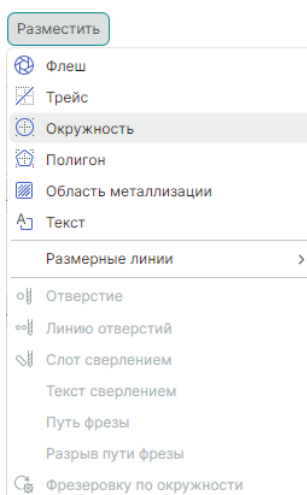 Разместить
Флеш
Трейс
Окружность
Полигон
Область металлизации
Текст
Размерные линии
Отверстие
Линию отверстий
Слот сверлением
Текст сверлением
Путь фрезы
Разрыв пути фрезы
Фрезеровку по окружности